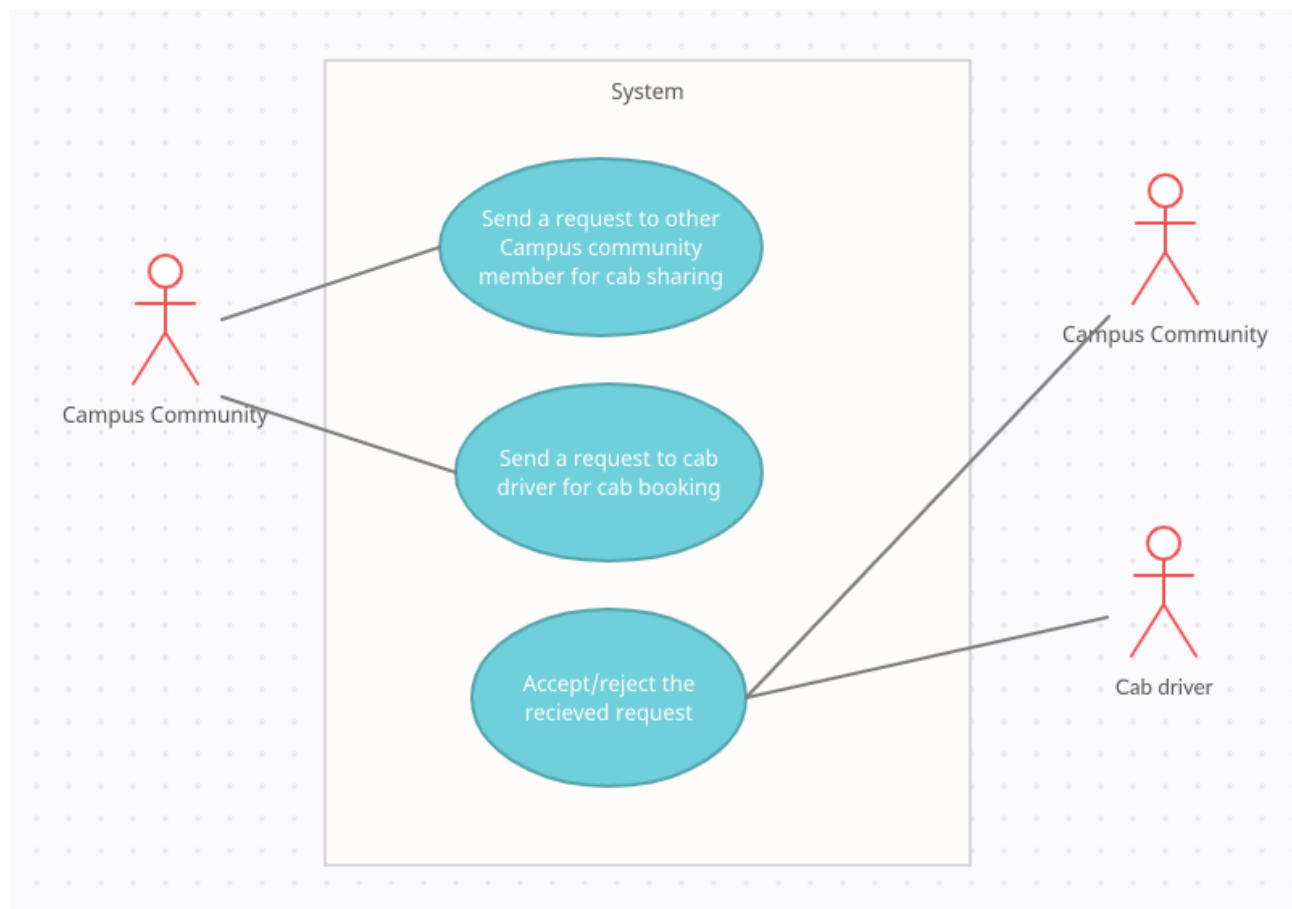 System
Send a request to other
Campus community
member for cab sharing
Campus Community
Campus Community
Send a request to cab
driver for cab booking
Accept/reject the
recieved request
Cab driver